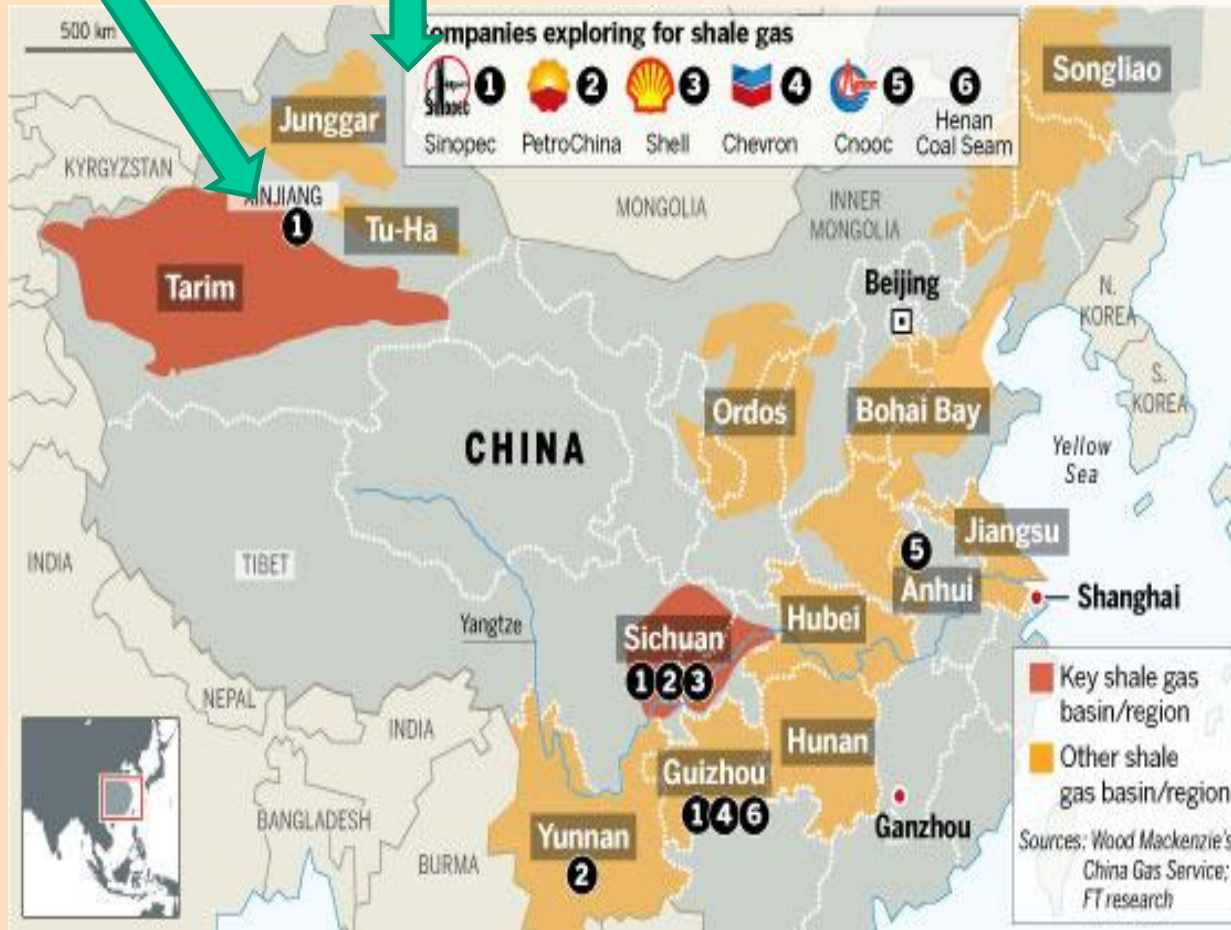 500 km
ompanies exploring for shale gas
Sinopec
1
2
3
4
5
6
Sinopec
PetroChina
Shell
Chevron
Cnooc
Henan
Coal Seam
Songliao
Junggar
KYRGYZSTAN
XINJIANG
1
Tu-Ha
MONGOLIA
INNER
MONGOLIA
Tarim
Beijing
N.
KOREA
S.
KOREA
Ordos
Bohai Bay
CHINA
Yellow
Sea
Jiangsu
5
Anhui
INDIA
TIBET
Shanghai
Yangtze
Sichuan
1 2 3
Hubei
NEPAL
INDIA
Hunan
Guizhou
1 4 6
Ganzhou
BANGLADESH
BURMA
Yunnan
2
Key shale gas
basin/region
Other shale
gas basin/region
Sources: Wood Mackenzie's
China Gas Service;
FT research